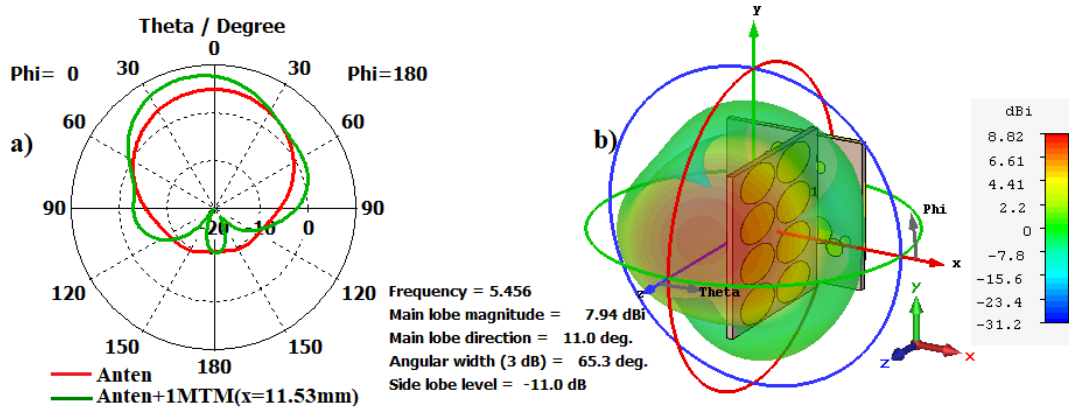 Theta / Degree
Phi= 0
30
0
30
Phi=180
60
60
a)
90
-20
-10
0
90
120
120
150
180
150
Anten
Anten+1MTM(x=11.53mm)
Frequency = 5.456
Main lobe magnitude = 7.94 dBi
Main lobe direction = 11.0 deg.
Angular width (3 dB) = 65.3 deg.
Side lobe level = -11.0 dB
b)
y
1
Phi
x
z
Theta
y
z
x
dBi
8.82
6.61
4.41
2.2
0
-7.8
-15.6
-23.4
-31.2